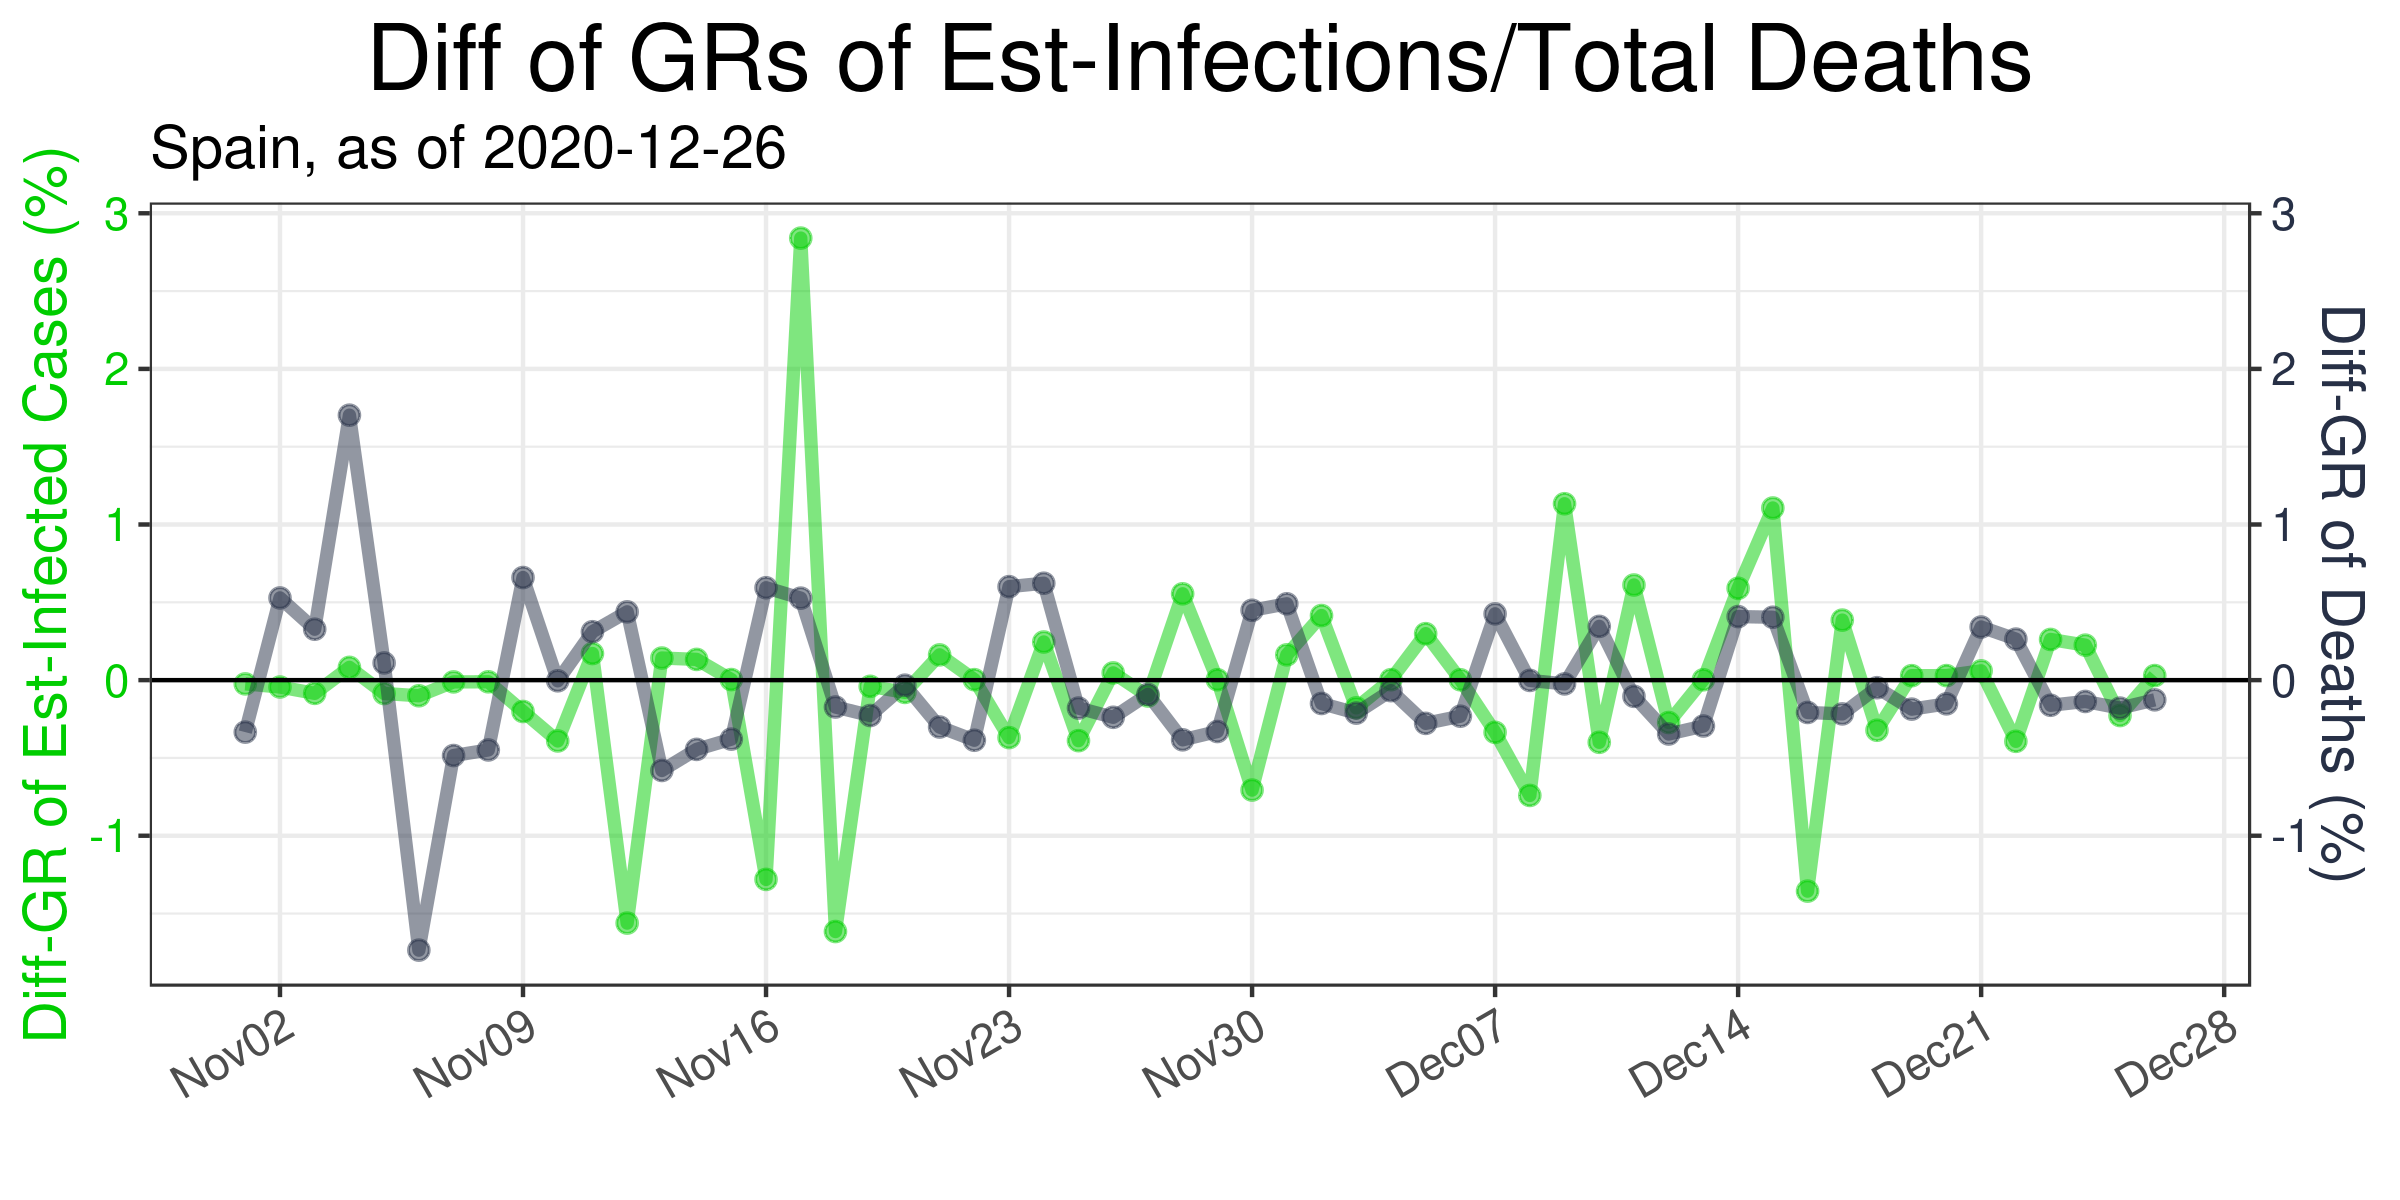 Diff of GRs of Est-Infections/Total Deaths
Spain, as of 2020-12-26
Diff-GR of Est-Infected Cases (%)
3
2
1
0
-1
3
2
1
0
-1
Diff-GR of Deaths (%)
Nov02
Nov09
Nov16
Nov23
Nov30
Dec07
Dec14
Dec21
Dec28